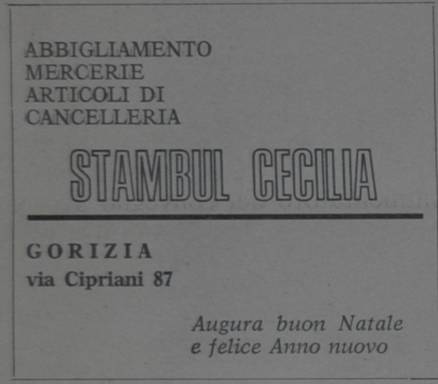 ABBIGLIAMENTO
MERCERIE
ARTICOLI DI
CANCELLERIA
STAMBUL CECILIA
GORIZIA
via Cipriani 87
Augura buon Natale
e felice Anno nuovo